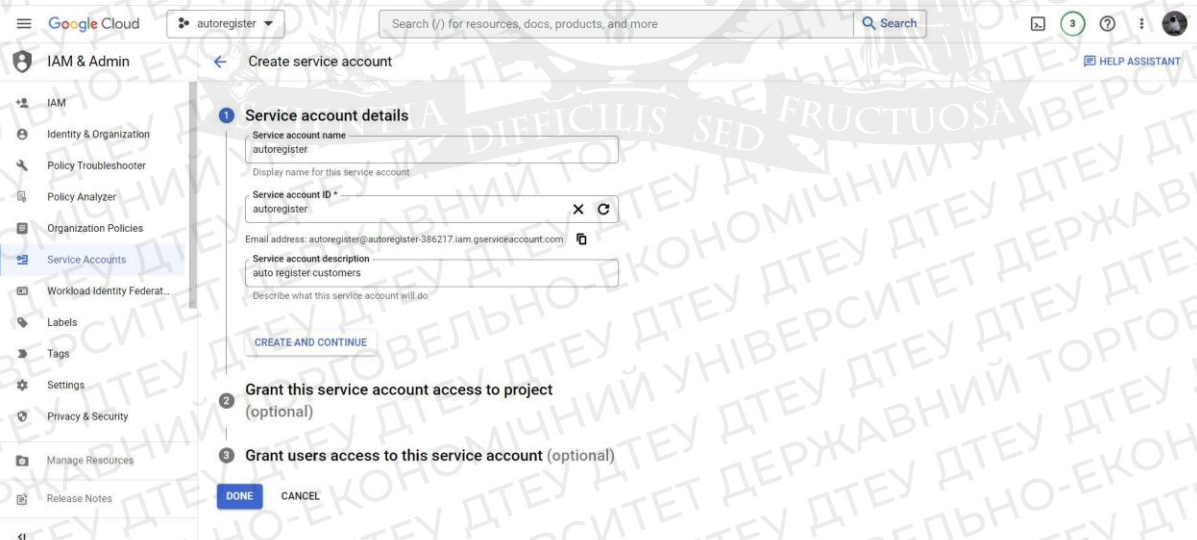 Google Cloud
autoregister
Search (/) for resources, docs, products, and more
Search
3
IAM & Admin
Create service account
HELP ASSISTANT
IAM
Identity & Organization
Policy Troubleshooter
Policy Analyzer
Organization Policies
Service Accounts
Workload Identity Federat...
Labels
Tags
Settings
Privacy & Security
Manage Resources
Release Notes
1 Service account details
Service account name
autoregister
Display name for this service account
Service account ID *
autoregister
Email address: autoregister@autoregister-386217.iam.gserviceaccount.com
Service account description
auto register customers
Describe what this service account will do
CREATE AND CONTINUE
2 Grant this service account access to project
(optional)
3 Grant users access to this service account (optional)
DONE CANCEL
DIFFICILIS SED FRUCTUOSA